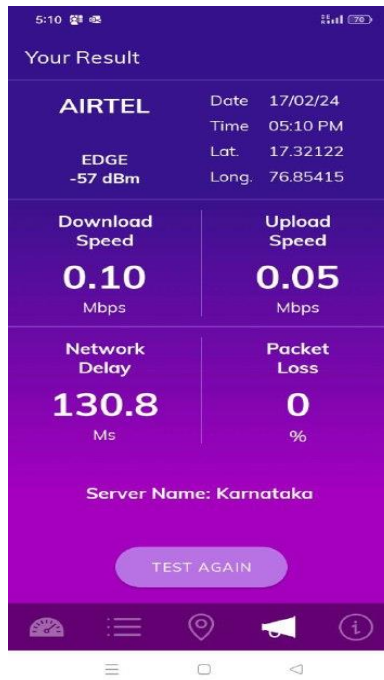 5:10
70
Your Result
AIRTEL
EDGE
-57 dBm
Date 17/02/24
Time 05:10 PM
Lat. 17.32122
Long. 76.85415
Download
Speed
0.10
Mbps
Upload
Speed
0.05
Mbps
Network
Delay
130.8
Ms
Packet
Loss
0
%
Server Name: Karnataka
TEST AGAIN